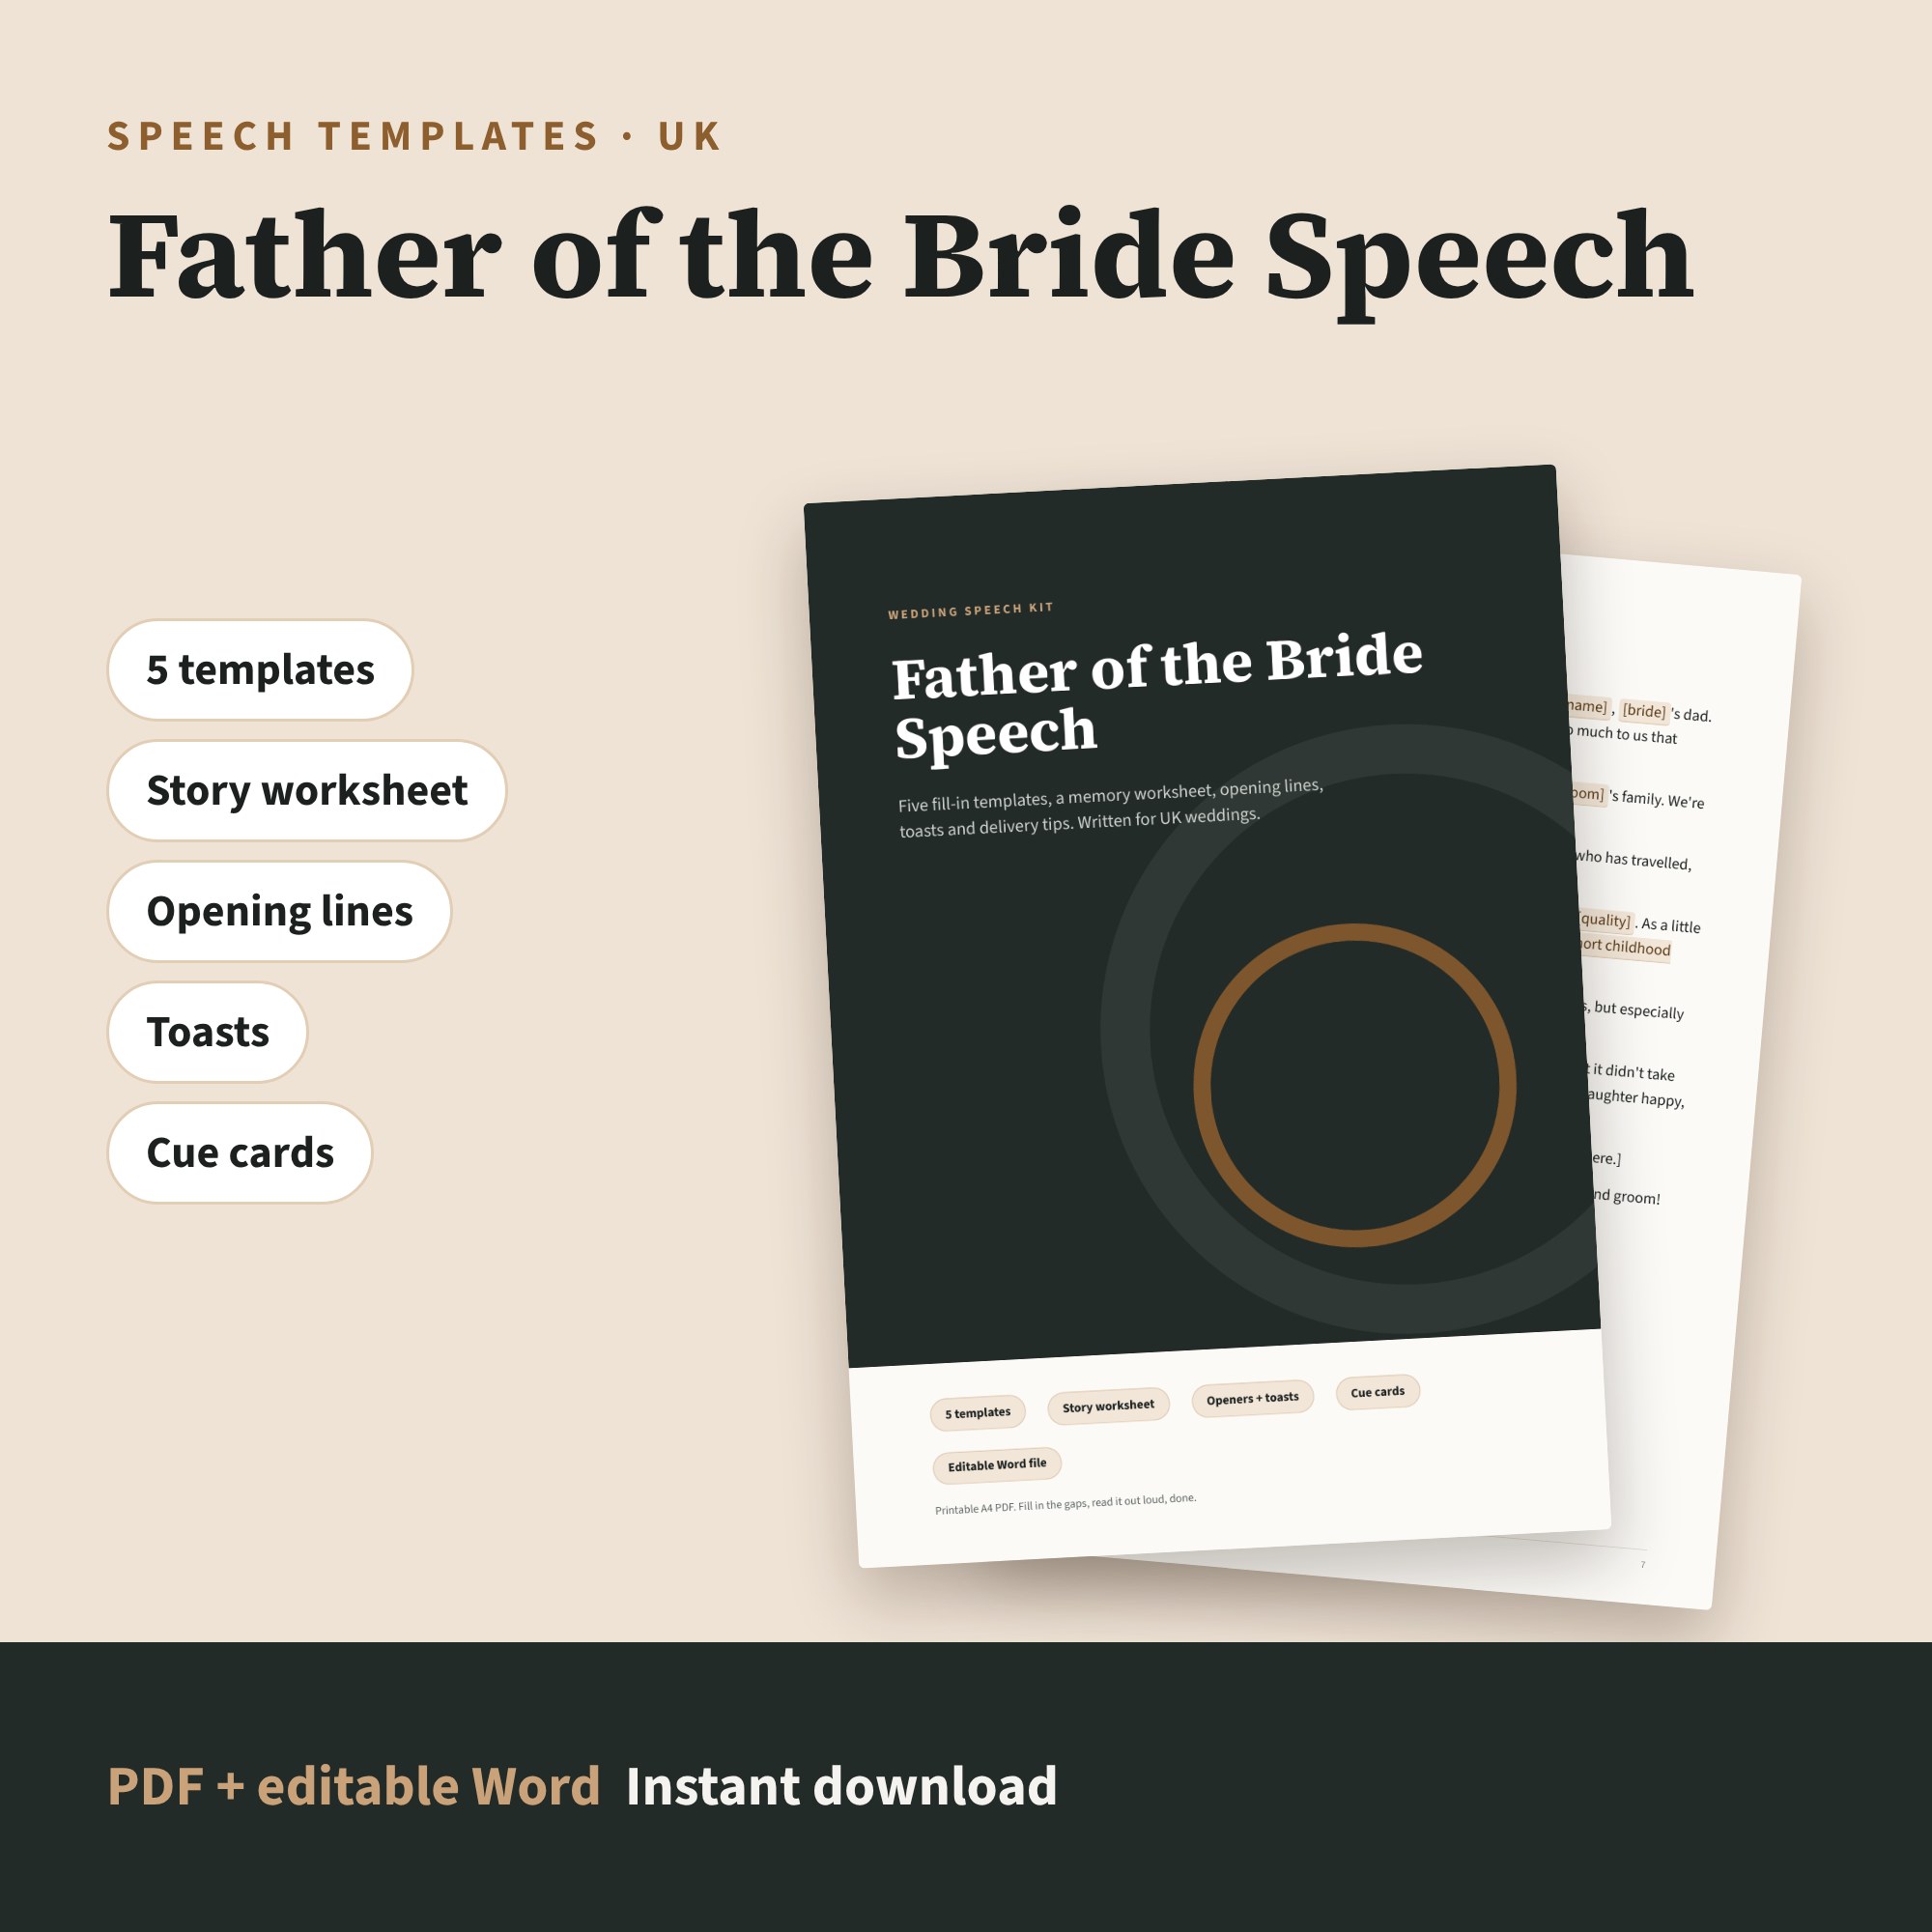 SPEECH TEMPLATES · UK
Father of the Bride Speech
5 templates
Story worksheet
Opening lines
Toasts
Cue cards
WEDDING SPEECH KIT
Father of the Bride
Speech
Five fill-in templates, a memory worksheet, opening lines,
toasts and delivery tips. Written for UK weddings.
5 templates
Story worksheet
Openers + toasts
Cue cards
Editable Word file
Printable A4 PDF. Fill in the gaps, read it out loud, done.
, [bride] 's dad.
much to us that
's family. We're
who has travelled,
[quality] . As a little
childhood
, but especially
it didn't take
happy,
groom!
7
PDF + editable Word Instant download